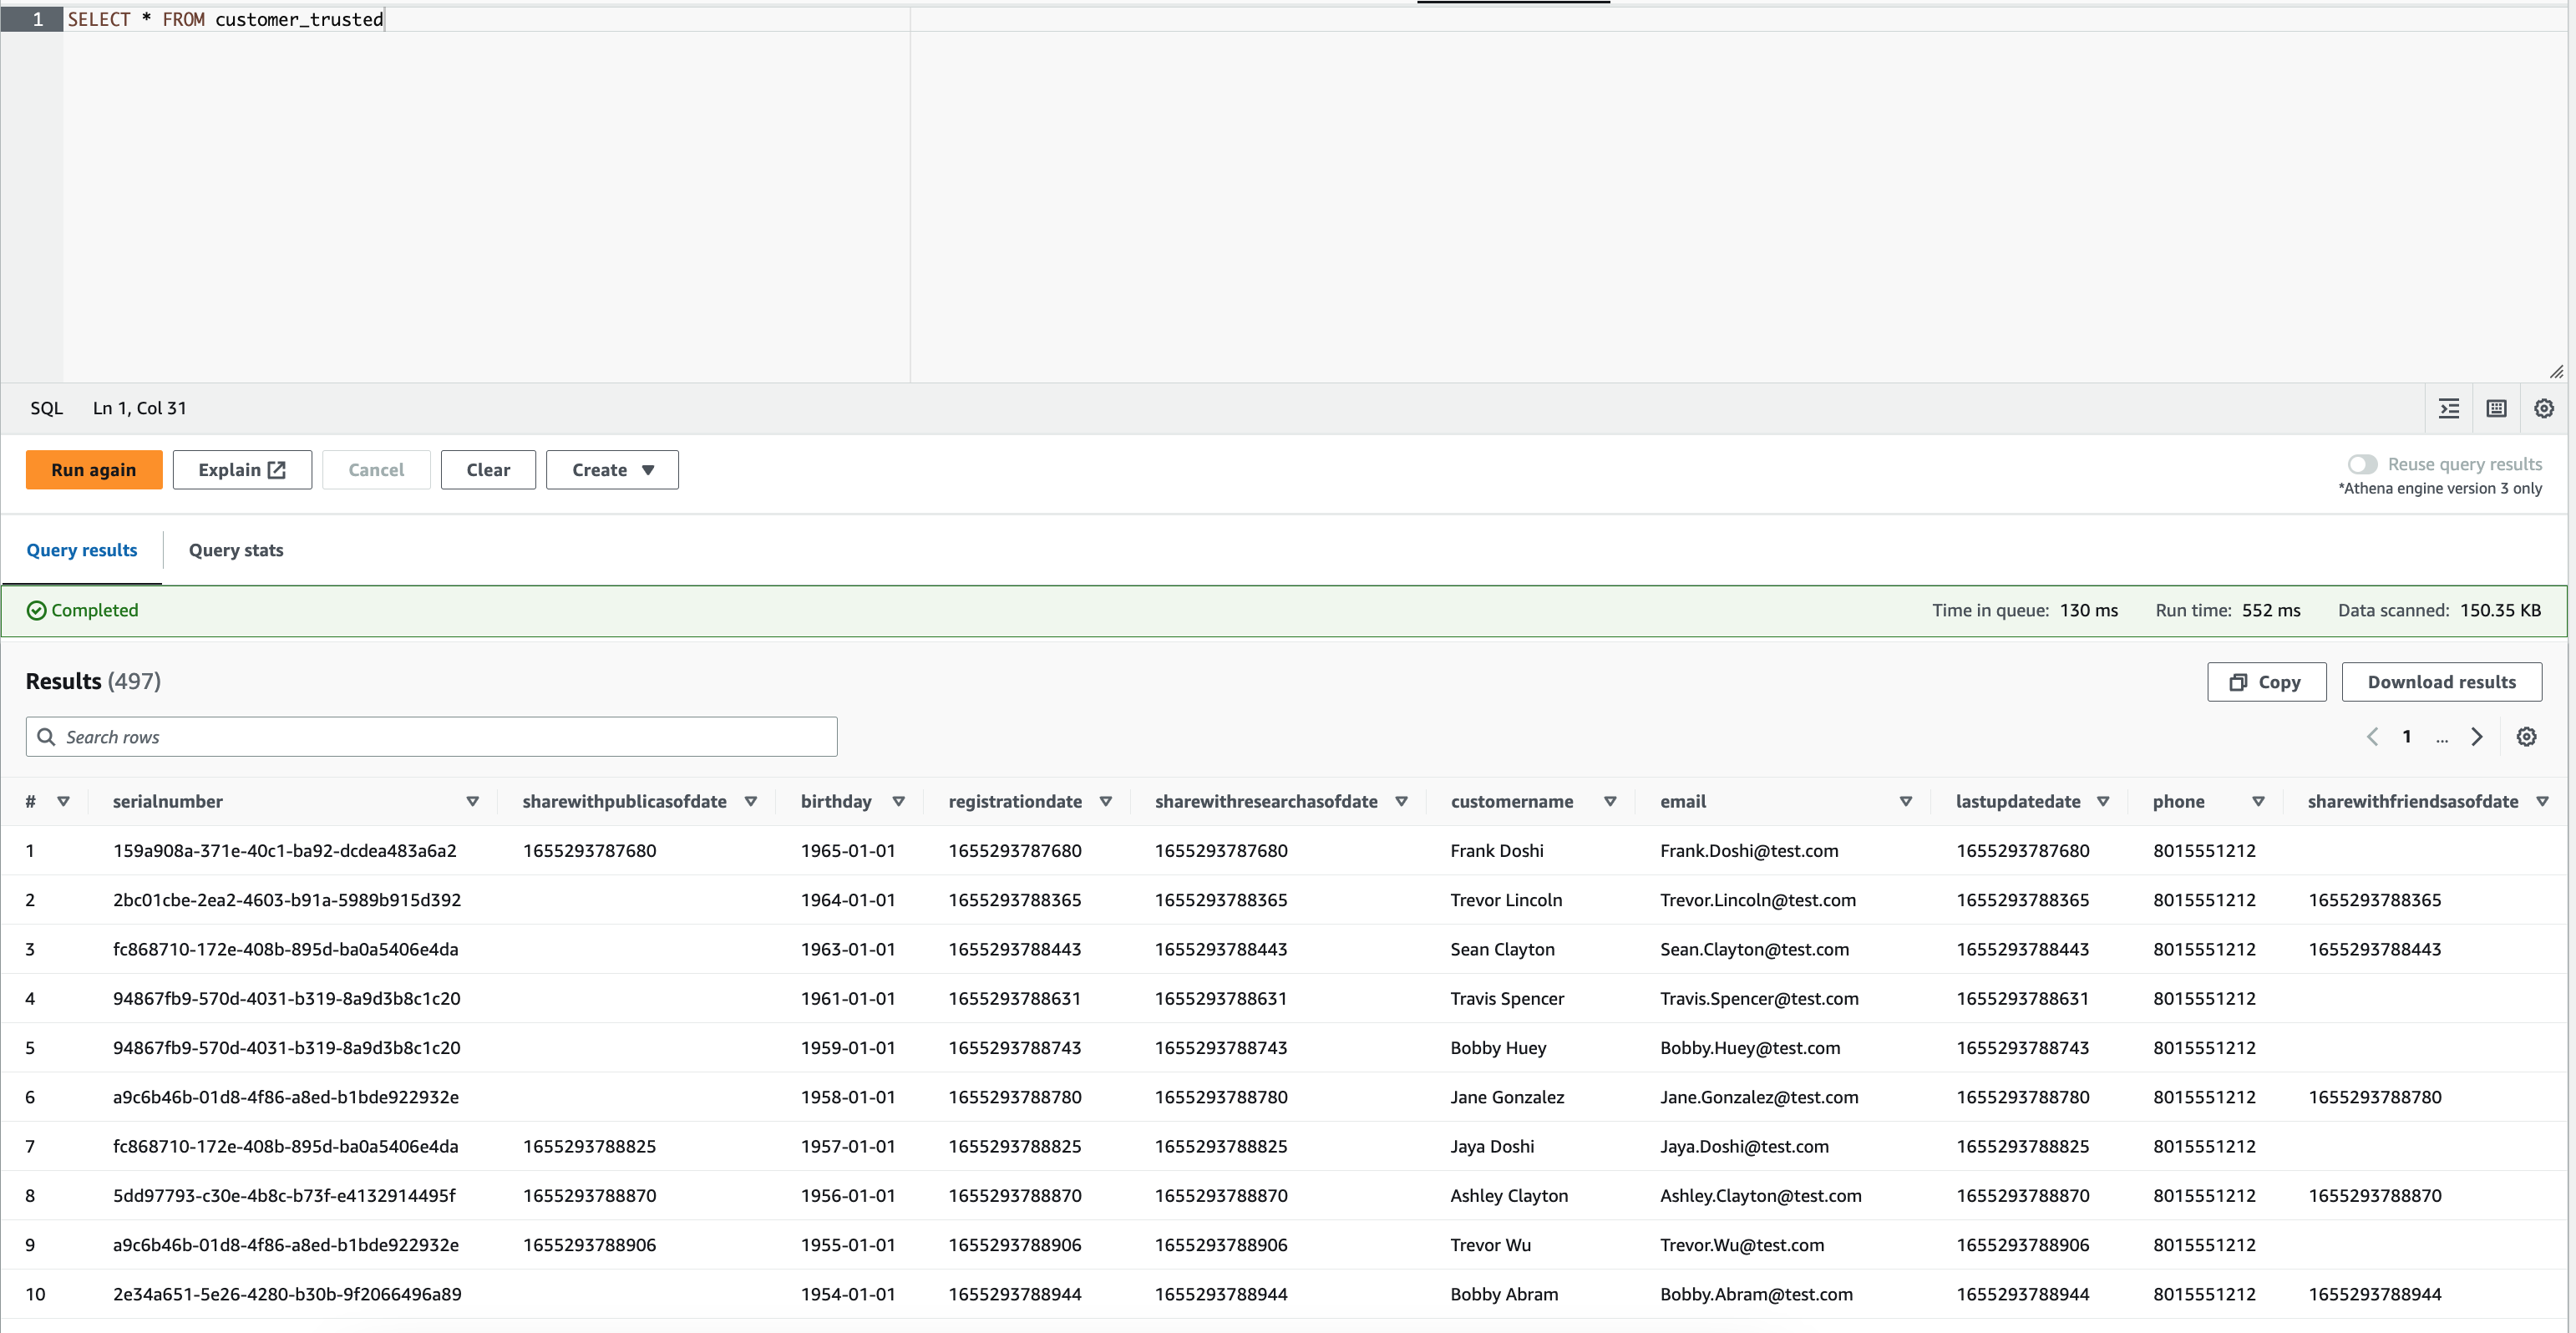 1 SELECT * FROM customer_trusted
SQL Ln 1, Col 31
Run again Explain Cancel Clear Create Reuse query results
*Athena engine version 3 only
Query results Query stats
Completed Time in queue: 130 ms Run time: 552 ms Data scanned: 150.35 KB
Results (497) Copy Download results
Search rows 1 ...
# serialnumber sharewithpublicasofdate birthday registrationdate sharewithresearchasofdate customername email lastupdatedate phone sharewithfriendsasofdate
1 159a908a-371e-40c1-ba92-dcdea483a6a2 1655293787680 1965-01-01 1655293787680 1655293787680 Frank Doshi Frank.Doshi@test.com 1655293787680 8015551212
2 2bc01cbe-2ea2-4603-b91a-5989b915d392 1964-01-01 1655293788365 1655293788365 Trevor Lincoln Trevor.Lincoln@test.com 1655293788365 8015551212 1655293788365
3 fc868710-172e-408b-895d-ba0a5406e4da 1963-01-01 1655293788443 1655293788443 Sean Clayton Sean.Clayton@test.com 1655293788443 8015551212 1655293788443
4 94867fb9-570d-4031-b319-8a9d3b8c1c20 1961-01-01 1655293788631 1655293788631 Travis Spencer Travis.Spencer@test.com 1655293788631 8015551212
5 94867fb9-570d-4031-b319-8a9d3b8c1c20 1959-01-01 1655293788743 1655293788743 Bobby Huey Bobby.Huey@test.com 1655293788743 8015551212
6 a9c6b46b-01d8-4f86-a8ed-b1bde922932e 1958-01-01 1655293788780 1655293788780 Jane Gonzalez Jane.Gonzalez@test.com 1655293788780 8015551212 1655293788780
7 fc868710-172e-408b-895d-ba0a5406e4da 1655293788825 1957-01-01 1655293788825 1655293788825 Jaya Doshi Jaya.Doshi@test.com 1655293788825 8015551212
8 5dd97793-c30e-4b8c-b73f-e4132914495f 1655293788870 1956-01-01 1655293788870 1655293788870 Ashley Clayton Ashley.Clayton@test.com 1655293788870 8015551212 1655293788870
9 a9c6b46b-01d8-4f86-a8ed-b1bde922932e 1655293788906 1955-01-01 1655293788906 1655293788906 Trevor Wu Trevor.Wu@test.com 1655293788906 8015551212
10 2e34a651-5e26-4280-b30b-9f2066496a89 1954-01-01 1655293788944 1655293788944 Bobby Abram Bobby.Abram@test.com 1655293788944 8015551212 1655293788944